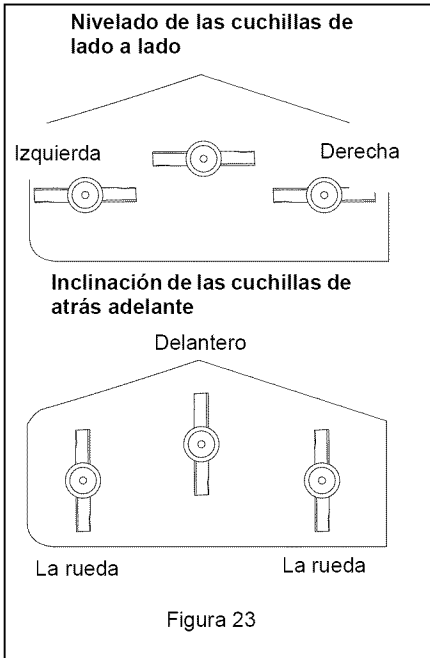 Nivelado de las cuchillas de
lado a lado
Izquierda
Derecha
Inclinación de las cuchillas de
atrás adelante
Delantero
La rueda
La rueda
Figura 23